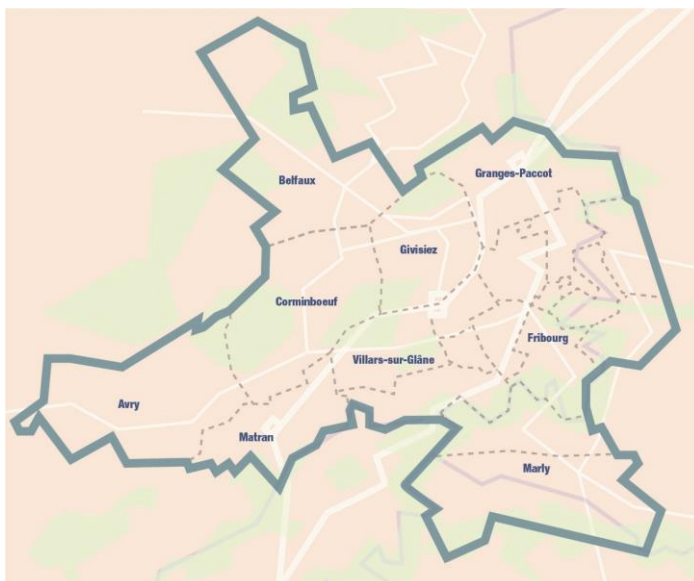 Granges-Paccot
Belfaux
Givisiez
Corminboeuf
Fribourg
Villars-sur-Glâne
Avry
Matran
Marly